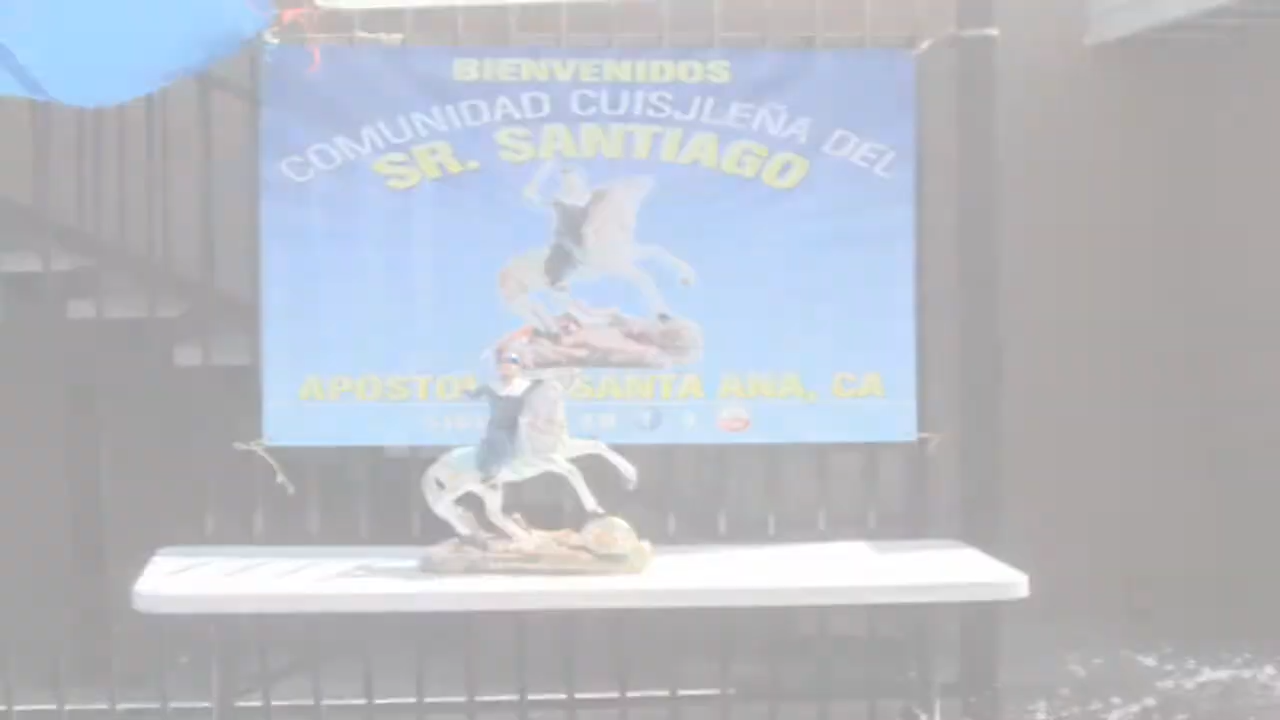 BIENVENIDOS
COMUNIDAD CUISJLEÑA DEL
SR. SANTIAGO
SANTA ANA, CA